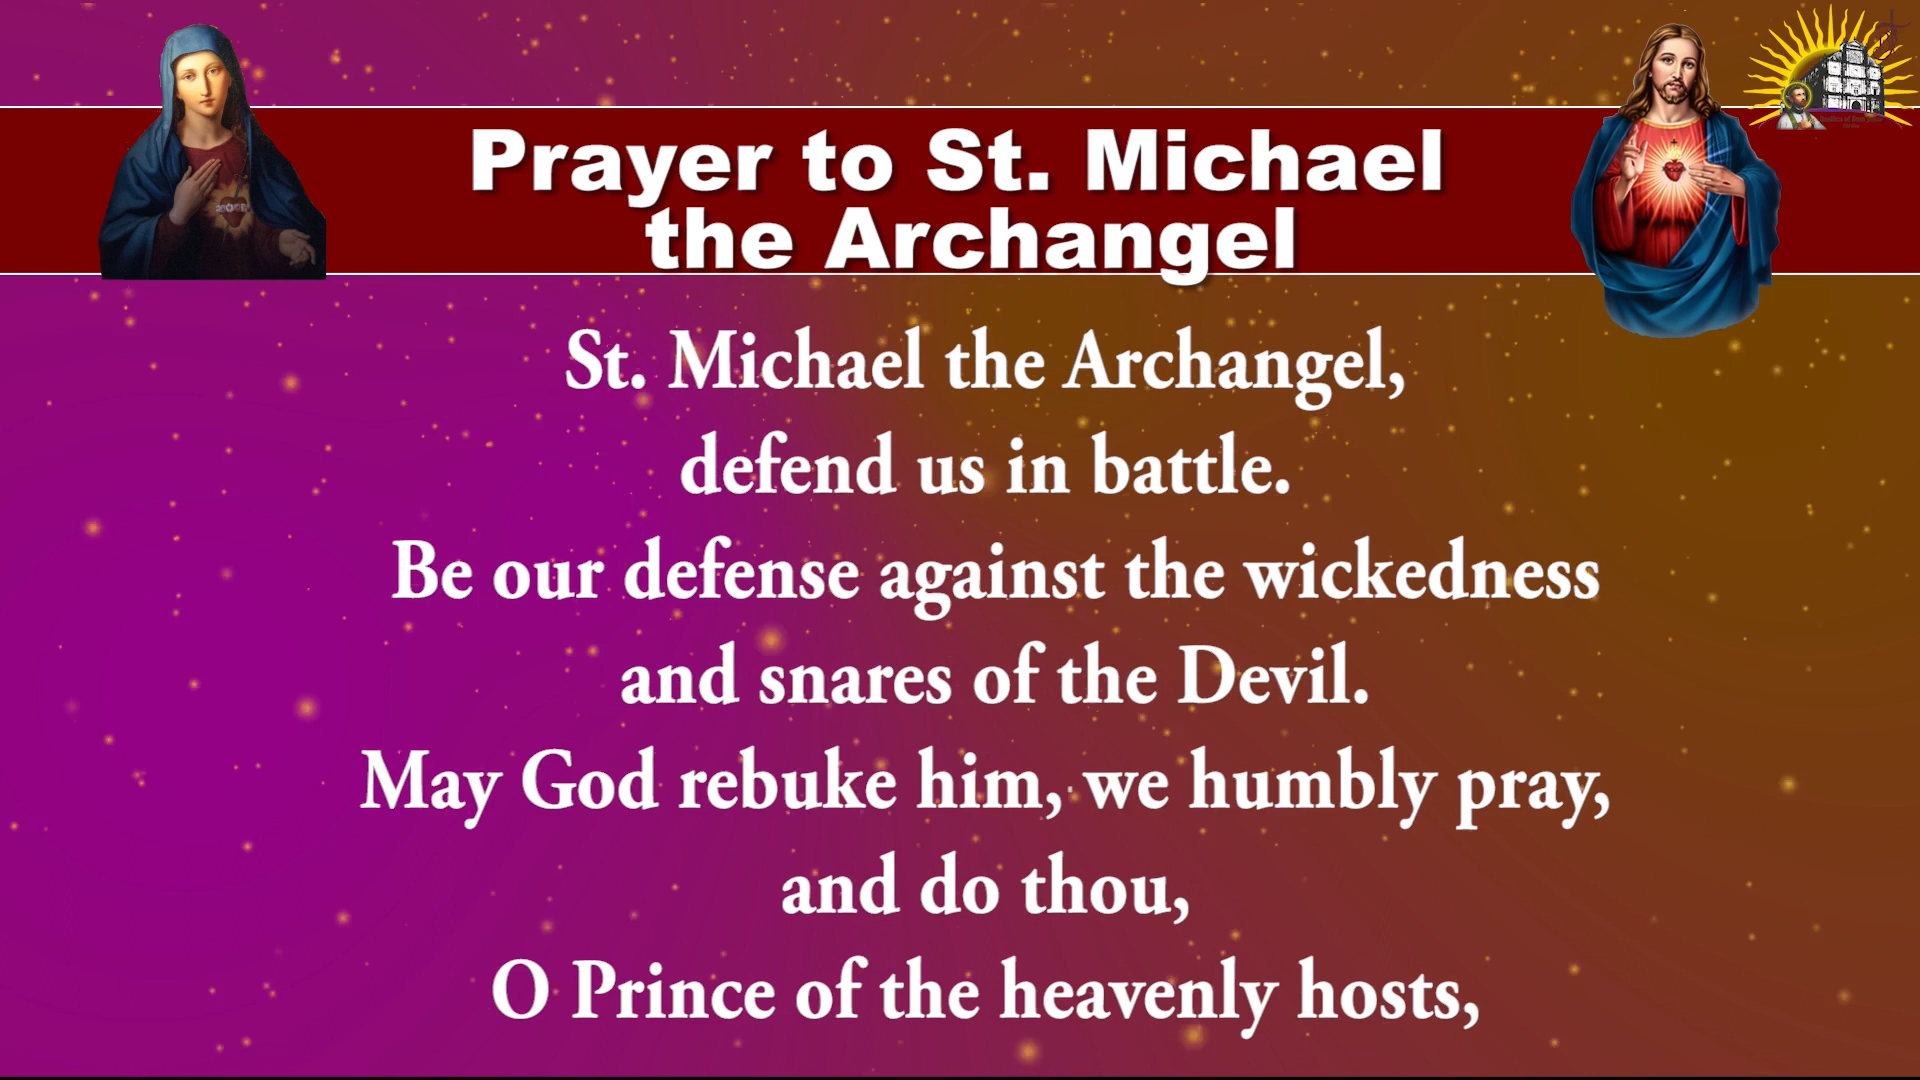 Prayer to St. Michael
the Archangel
St. Michael the Archangel,
defend us in battle.
Be our defense against the wickedness
and snares of the Devil.
May God rebuke him, we humbly pray,
and do thou,
O Prince of the heavenly hosts,